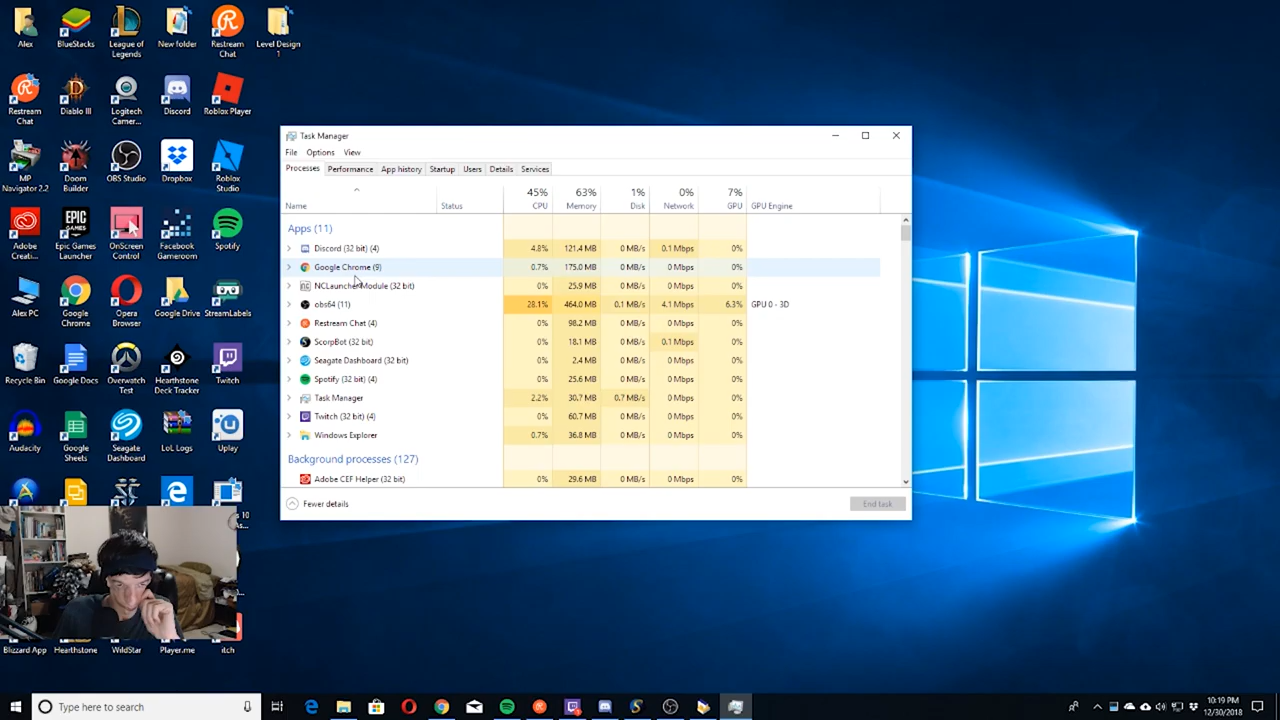 Alex
BlueStacks
League of Legends
New folder
Restream Chat
Level Design 1
Restream Chat
Diablo III
Logitech Camer...
Discord
Roblox Player
MP Navigator 2.2
Doom Builder
OBS Studio
Dropbox
Roblox Studio
Adobe Creati...
Epic Games Launcher
OnScreen Control
Facebook Gameroom
Spotify
Alex PC
Google Chrome
Opera Browser
Google Drive
StreamLabels
Recycle Bin
Google Docs
Overwatch Test
Hearthstone Deck Tracker
Twitch
Audacity
Google Sheets
Seagate Dashboard
LoL Logs
Uplay
Blizzard App
Hearthstone
WildStar
Player.me
itch
Task Manager
File Options View
Processes Performance App history Startup Users Details Services
45% 63% 1% 0% 7%
Name Status CPU Memory Disk Network GPU GPU Engine
Apps (11)
Discord (32 bit) (4) 4.8% 121.4 MB 0 MB/s 0.1 Mbps 0%
Google Chrome (9) 0.7% 175.0 MB 0 MB/s 0 Mbps 0%
NCLauncherModule (32 bit) 0% 25.9 MB 0 MB/s 0 Mbps 0%
obs64 (11) 28.1% 464.0 MB 0.1 MB/s 4.1 Mbps 6.3% GPU 0 - 3D
Restream Chat (4) 0% 98.2 MB 0 MB/s 0 Mbps 0%
ScorpBot (32 bit) 0% 18.1 MB 0 MB/s 0.1 Mbps 0%
Seagate Dashboard (32 bit) 0% 2.4 MB 0 MB/s 0 Mbps 0%
Spotify (32 bit) (4) 0% 25.6 MB 0 MB/s 0 Mbps 0%
Task Manager 2.2% 30.7 MB 0.7 MB/s 0 Mbps 0%
Twitch (32 bit) (4) 0% 60.7 MB 0 MB/s 0 Mbps 0%
Windows Explorer 0.7% 36.8 MB 0 MB/s 0 Mbps 0%
Background processes (127)
Adobe CEF Helper (32 bit) 0% 29.6 MB 0 MB/s 0 Mbps 0%
Fewer details
End task
Type here to search
10:19 PM
12/30/2018